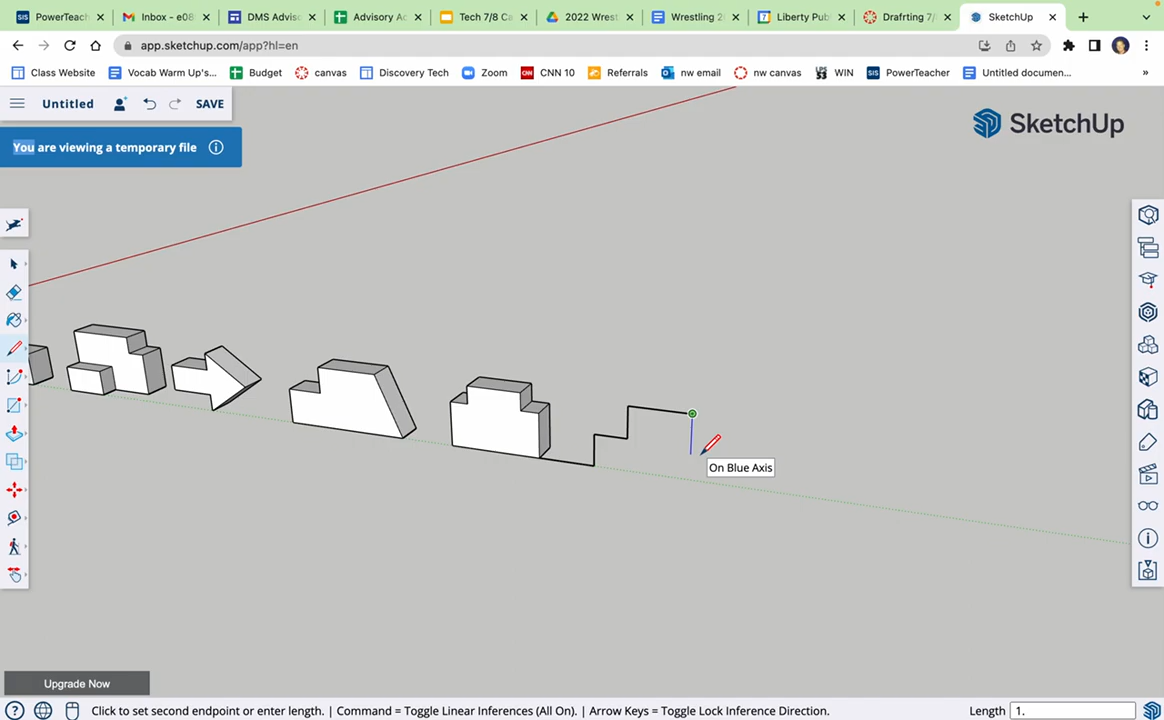 PowerTeach
Inbox - e08
DMS Adviso
Advisory Ac
Tech 7/8 Ca
2022 Wrest
Wrestling 2
Liberty Pub
Drafrting 7/
SketchUp
app.sketchup.com/app?hl=en
Class Website
Vocab Warm Up's...
Budget
canvas
Discovery Tech
Zoom
CNN 10
Referrals
nw email
nw canvas
WIN
PowerTeacher
Untitled documen...
»
Untitled
SAVE
SketchUp
You are viewing a temporary file
On Blue Axis
Upgrade Now
Click to set second endpoint or enter length. | Command = Toggle Linear Inferences (All On). | Arrow Keys = Toggle Lock Inference Direction.
Length 1.